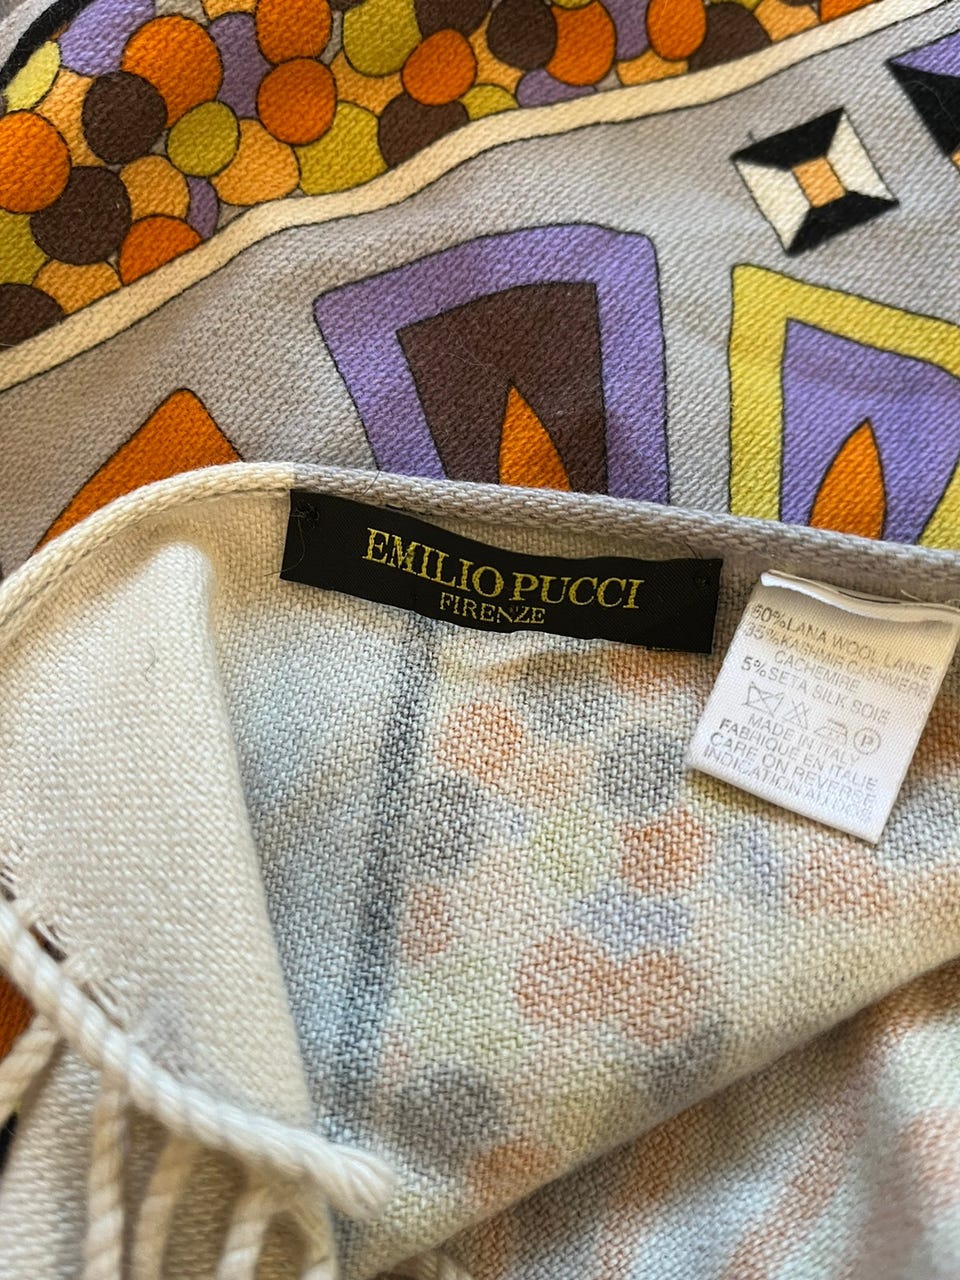 EMILIO PUCCI
FIRENZE
60% LANA WOOL LAINE
35% KASHMIR CASHMERE
CACHEMIRE
5% SETA SILK SOIE
P
MADE IN ITALY
FABRIQUE EN ITALIE
CARE ON REVERSE
INDICATION AU DOS